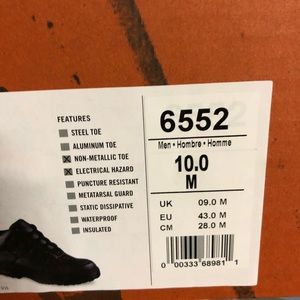 FEATURES
STEEL TOE
ALUMINUM TOE
NON-METALLIC TOE
ELECTRICAL HAZARD
PUNCTURE RESISTANT
METATARSAL GUARD
STATIC DISSIPATIVE
WATERPROOF
INSULATED
6552
Men • Hombre • Homme
10.0
M
UK 09.0 M
EU 43.0 M
CM 28.0 M
0 00333 68981 1